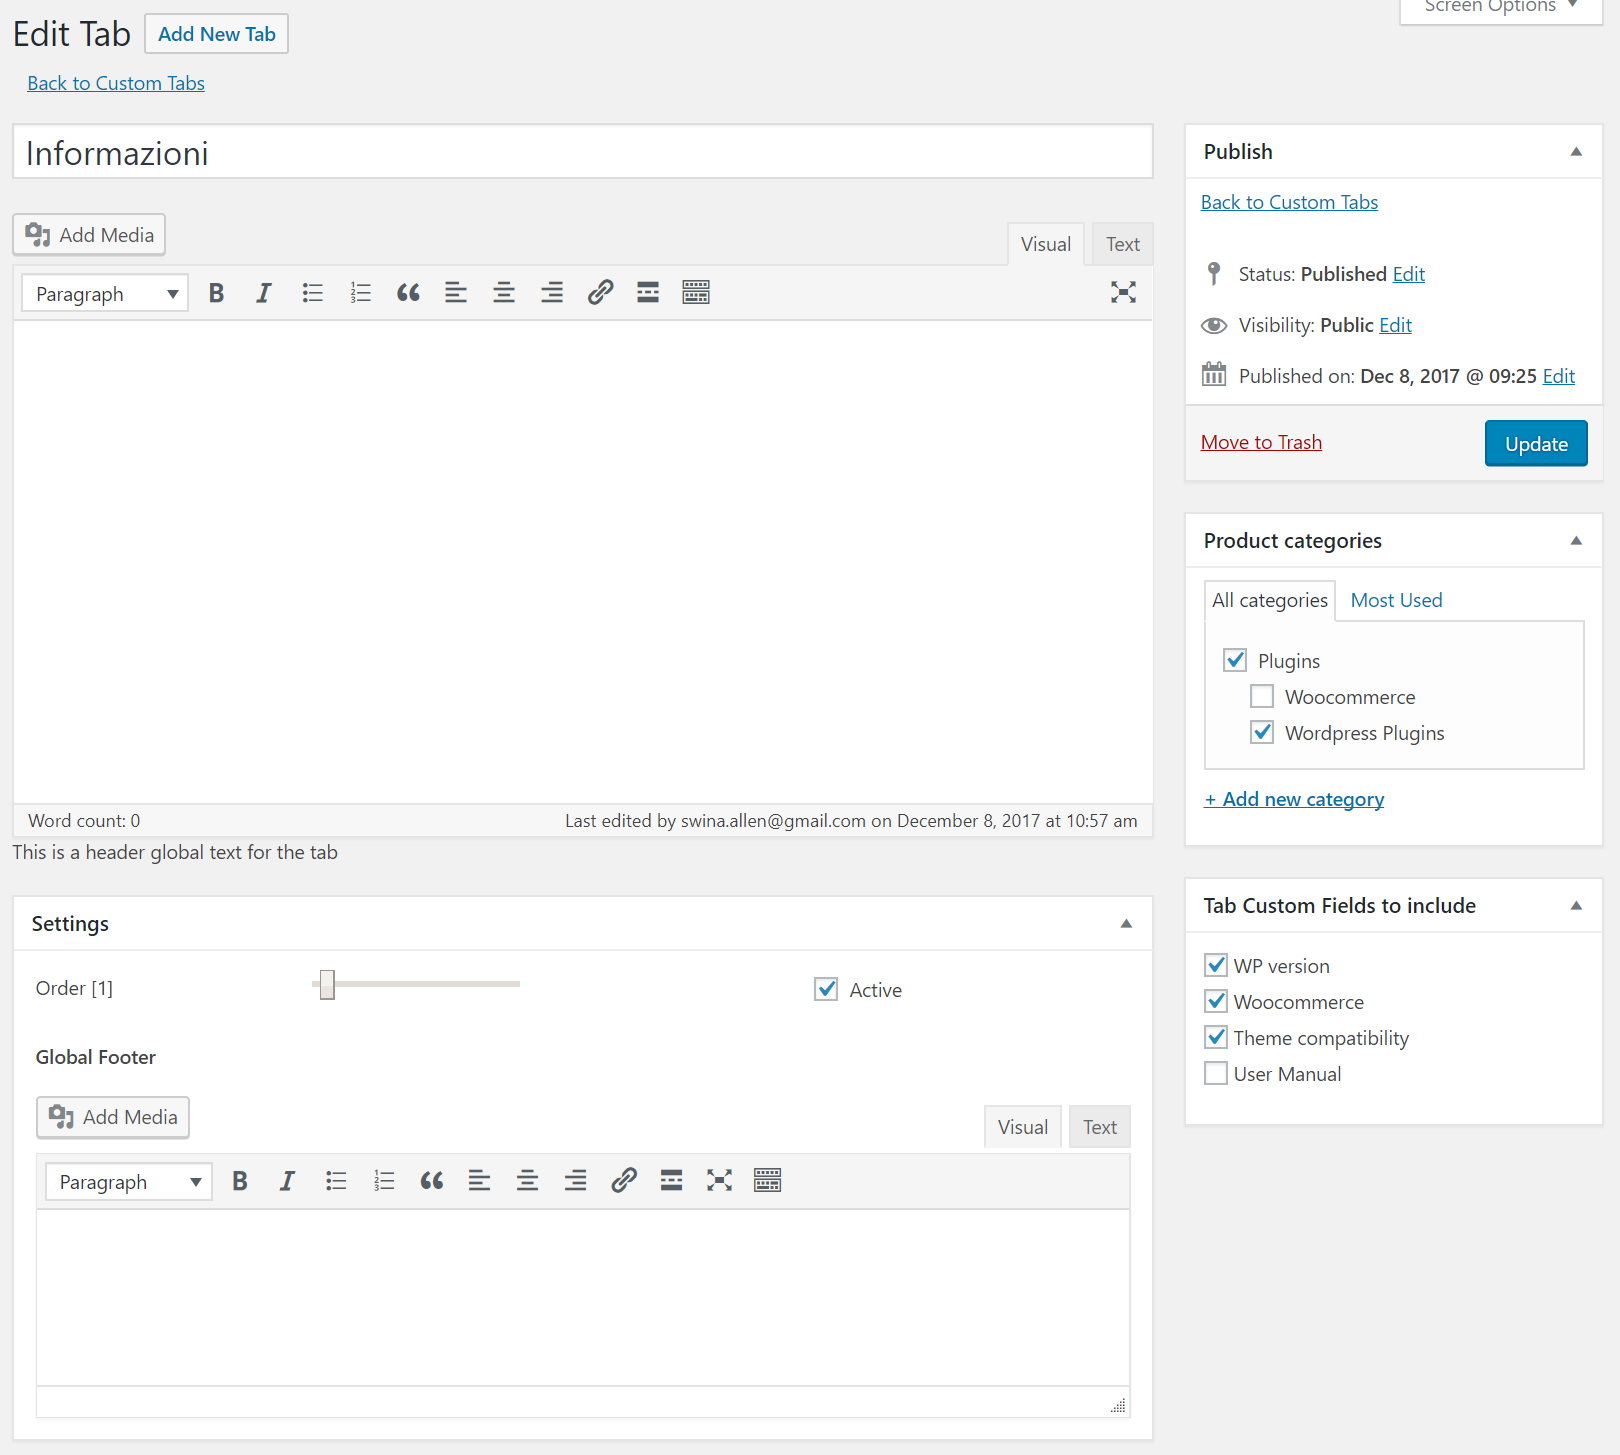 Screen Options
Edit Tab Add New Tab
Back to Custom Tabs
Informazioni
Add Media
Visual Text
Paragraph
Word count: 0 Last edited by swina.allen@gmail.com on December 8, 2017 at 10:57 am
This is a header global text for the tab
Settings
Order [1] Active
Global Footer
Add Media
Visual Text
Paragraph
Publish
Back to Custom Tabs
Status: Published Edit
Visibility: Public Edit
Published on: Dec 8, 2017 @ 09:25 Edit
Move to Trash Update
Product categories
All categories Most Used
Plugins
Woocommerce
Wordpress Plugins
+ Add new category
Tab Custom Fields to include
WP version
Woocommerce
Theme compatibility
User Manual